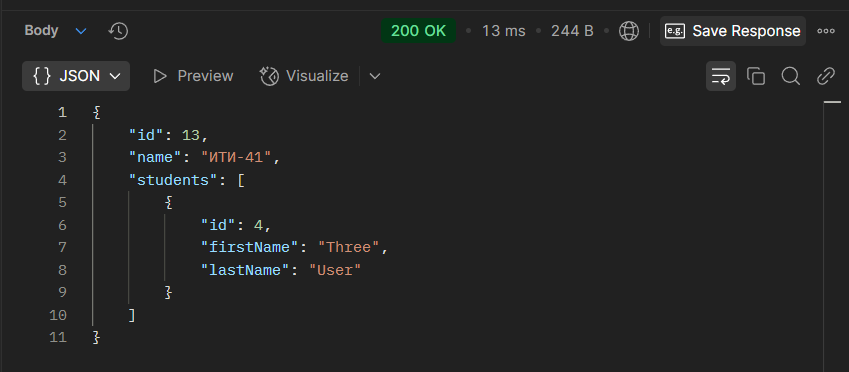 Body 200 OK • 13 ms • 244 B e.g. Save Response
{} JSON Preview Visualize
1 {
2 "id": 13,
3 "name": "ИТИ-41",
4 "students": [
5 {
6 "id": 4,
7 "firstName": "Three",
8 "lastName": "User"
9 }
10 ]
11 }